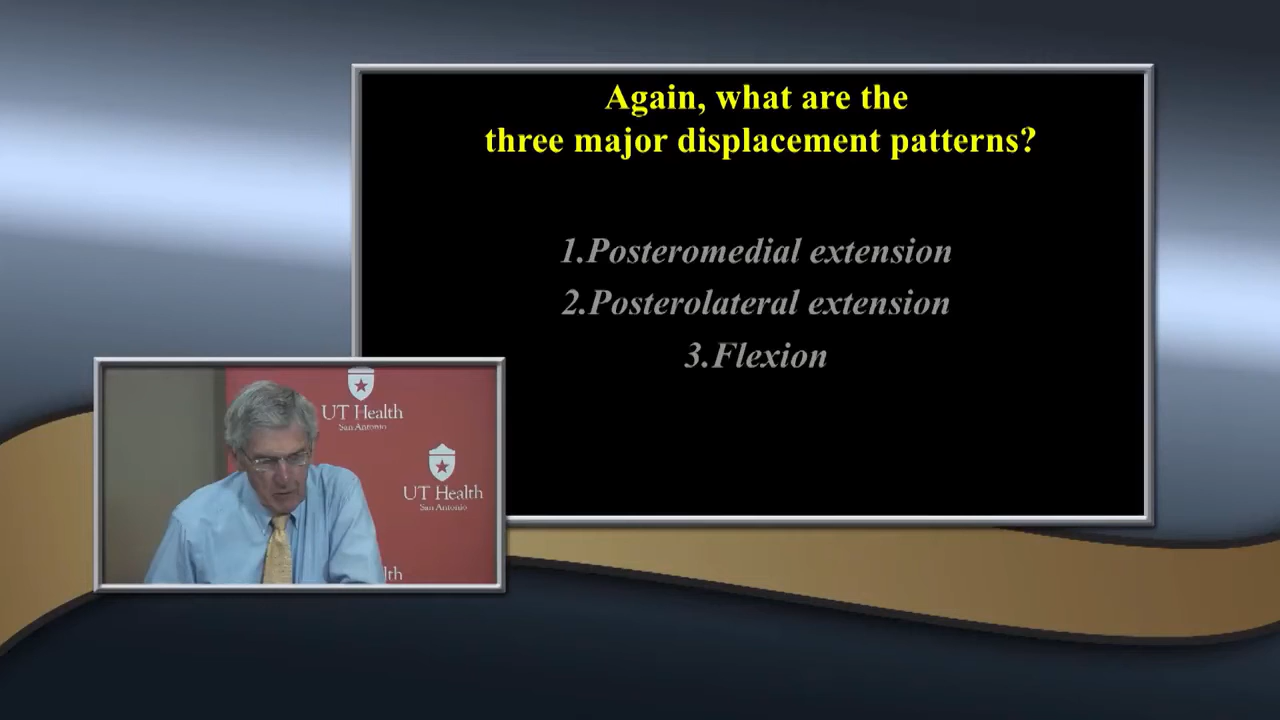 Again, what are the
three major displacement patterns?
1.Posteromedial extension
2.Posterolateral extension
3.Flexion
UT Health
San Antonio
UT Health
San Antonio
lth